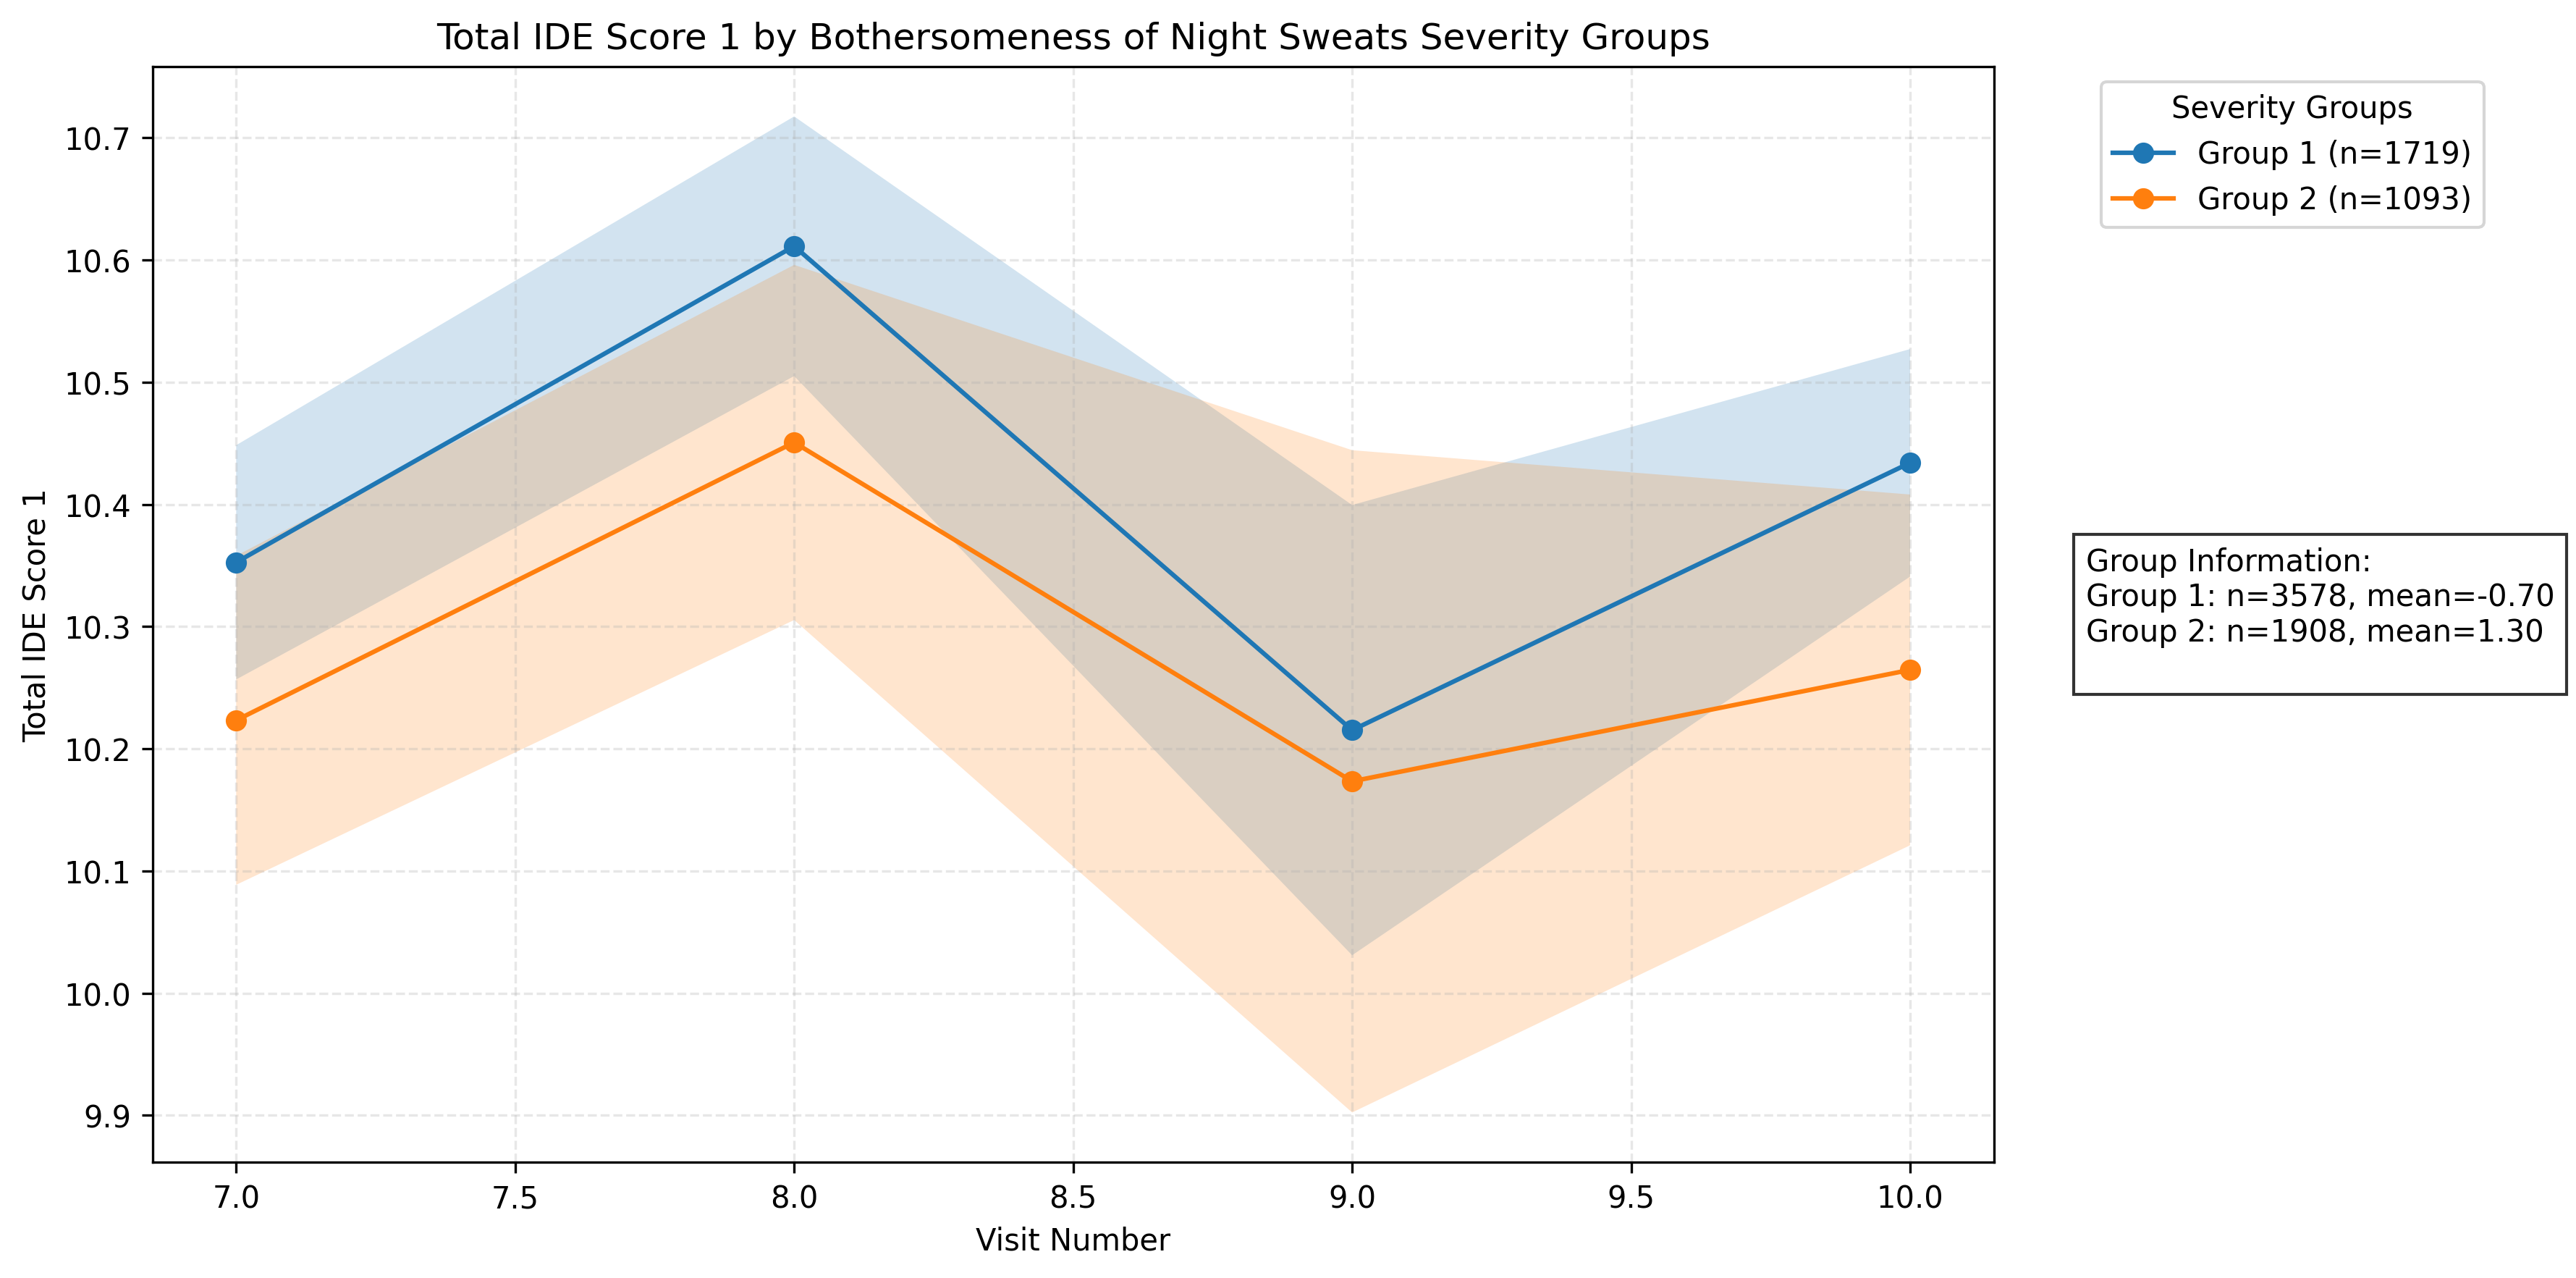 Total IDE Score 1 by Bothersomeness of Night Sweats Severity Groups
Total IDE Score 1
10.7
10.6
10.5
10.4
10.3
10.2
10.1
10.0
9.9
7.0
7.5
8.0
8.5
9.0
9.5
10.0
Visit Number
Severity Groups
Group 1 (n=1719)
Group 2 (n=1093)
Group Information:
Group 1: n=3578, mean=-0.70
Group 2: n=1908, mean=1.30